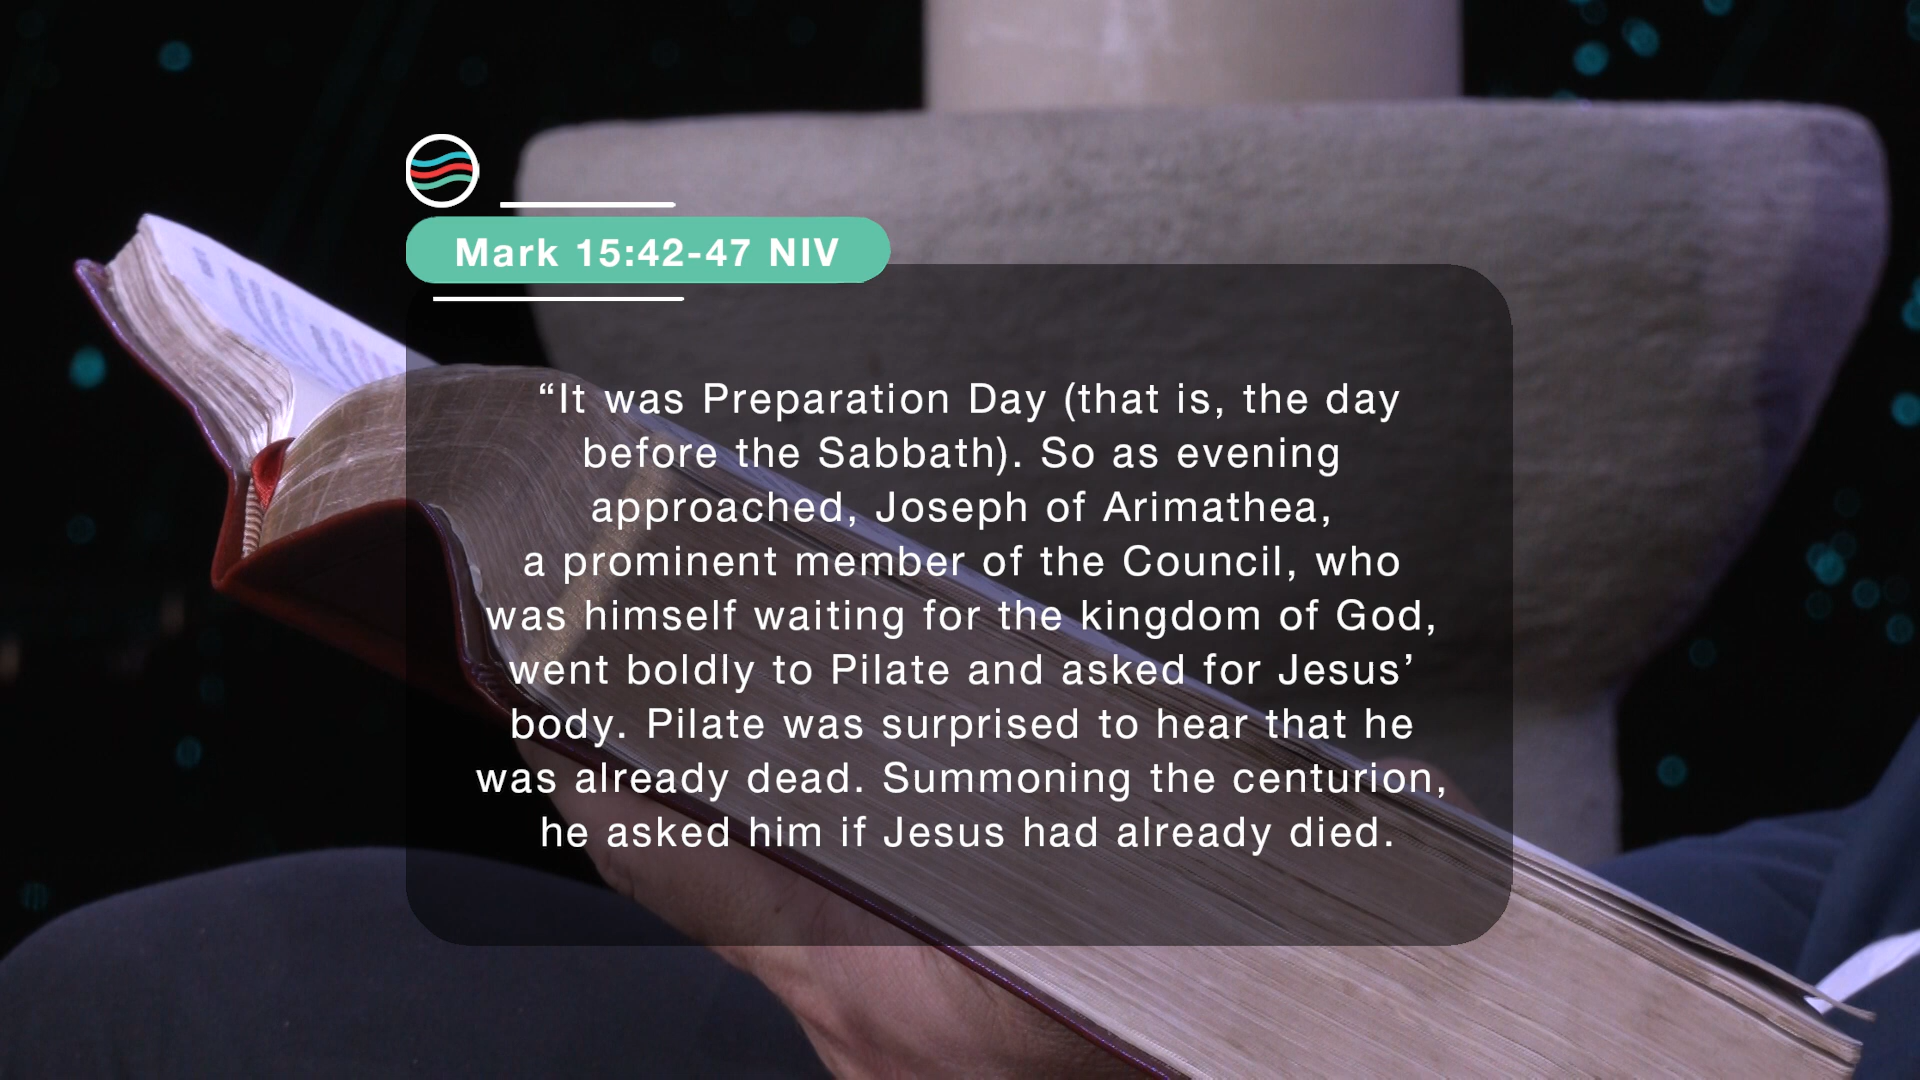 Mark 15:42-47 NIV
“It was Preparation Day (that is, the day
before the Sabbath). So as evening
approached, Joseph of Arimathea,
a prominent member of the Council, who
was himself waiting for the kingdom of God,
went boldly to Pilate and asked for Jesus’
body. Pilate was surprised to hear that he
was already dead. Summoning the centurion,
he asked him if Jesus had already died.